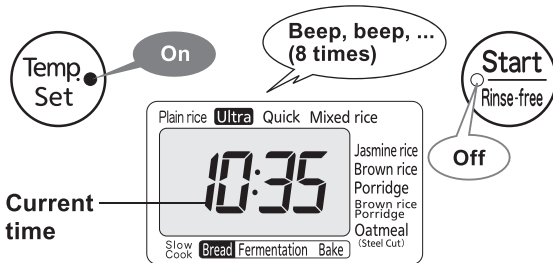 Temp.
Set
On
Beep, beep, ...
(8 times)
Start
Rinse-free
Off
Plain rice Ultra Quick Mixed rice
10:35
Jasmine rice
Brown rice
Porridge
Brown rice
Porridge
Oatmeal
(Steel Cut)
Current
time
Slow
Cook Bread Fermentation Bake